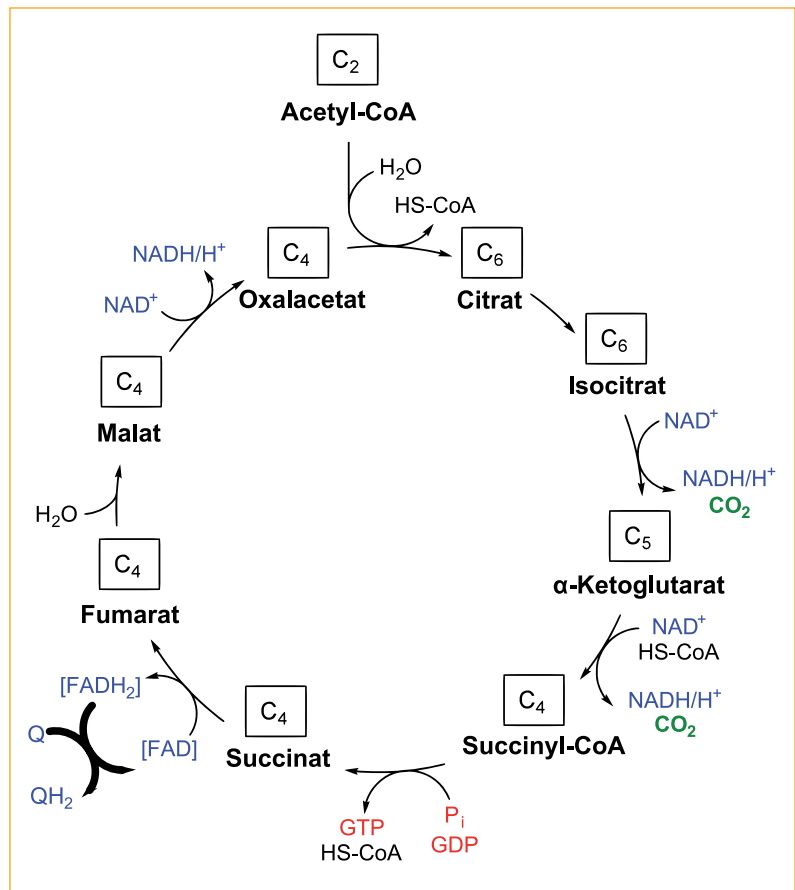 C₂
Acetyl-CoA
H₂O
HS-CoA
NADH/H⁺
NAD⁺
C₄
Oxalacetat
C₆
Citrat
C₆
Isocitrat
NAD⁺
NADH/H⁺
CO₂
C₅
α-Ketoglutarat
NAD⁺
HS-CoA
NADH/H⁺
CO₂
C₄
Succinyl-CoA
Pᵢ
GDP
GTP
HS-CoA
C₄
Succinat
[FAD]
[FADH₂]
Q
QH₂
C₄
Fumarat
H₂O
C₄
Malat